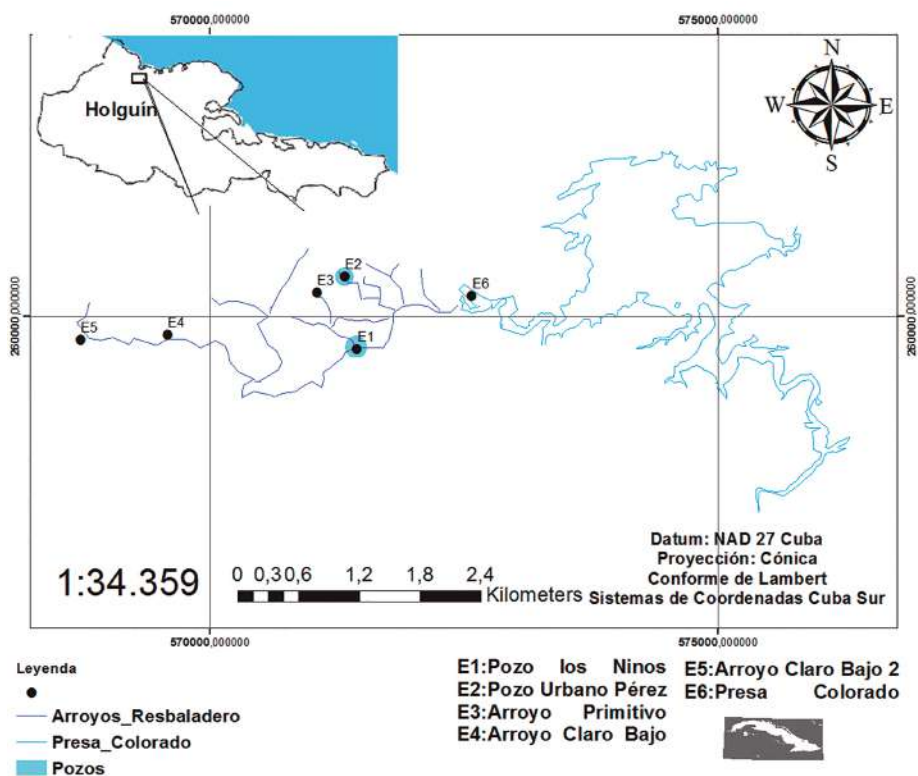 570000,000000 575000,000000
Holguín
N
W E
S
E2
E3 E6
2600000,000000 2600000,000000
E5 E4 E1
1:34.359
0 0,30,6 1,2 1,8 2,4
Kilometers
Datum: NAD 27 Cuba
Proyección: Cónica
Conforme de Lambert
Sistemas de Coordenadas Cuba Sur
570000,000000 575000,000000
Leyenda
Arroyos_Resbaladero
Presa_Colorado
Pozos
E1:Pozo los Ninos
E2:Pozo Urbano Pérez
E3:Arroyo Primitivo
E4:Arroyo Claro Bajo
E5:Arroyo Claro Bajo 2
E6:Presa Colorado